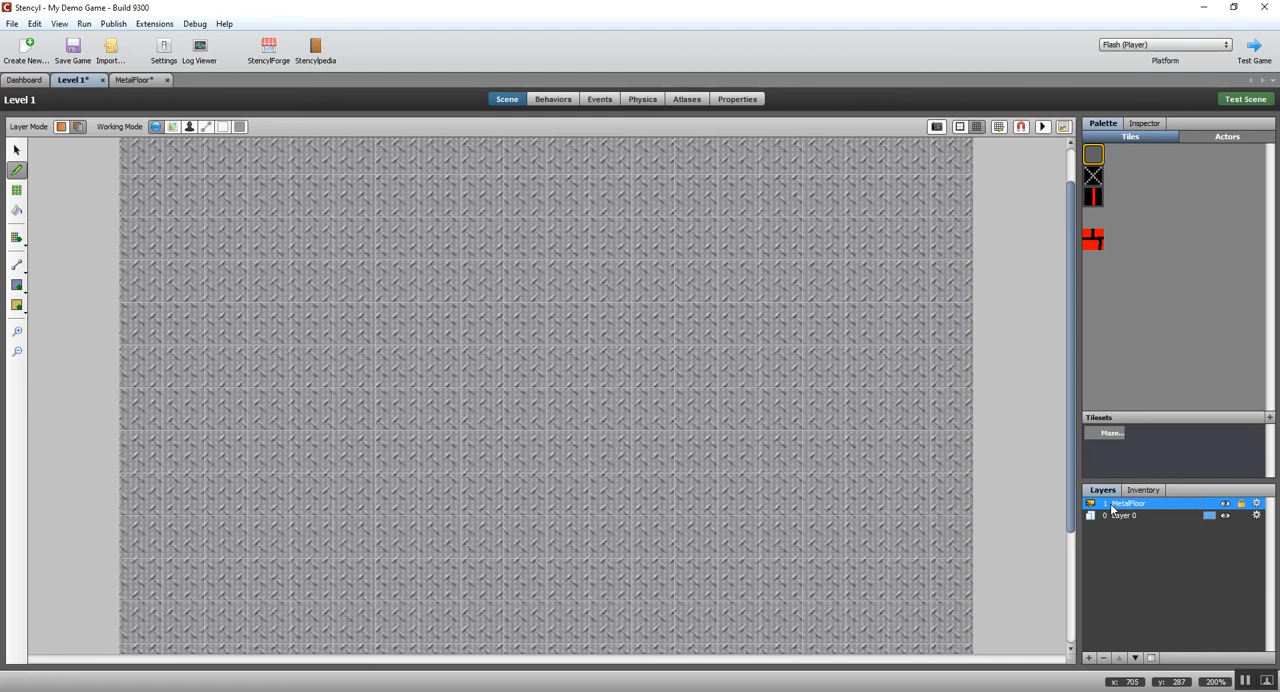 Stencyl - My Demo Game - Build 9300
File Edit View Run Publish Extensions Debug Help
Create New... Save Game Import... Settings Log Viewer StencylForge Stencylpedia
Flash (Player)
Platform
Test Game
Dashboard Level 1* MetalFloor*
Level 1
Scene Behaviors Events Physics Atlases Properties
Test Scene
Layer Mode Working Mode
Palette Inspector
Tiles Actors
Tilesets
Maze...
Layers Inventory
1 MetalFloor
0 Layer 0
x: 705 y: 287 200%